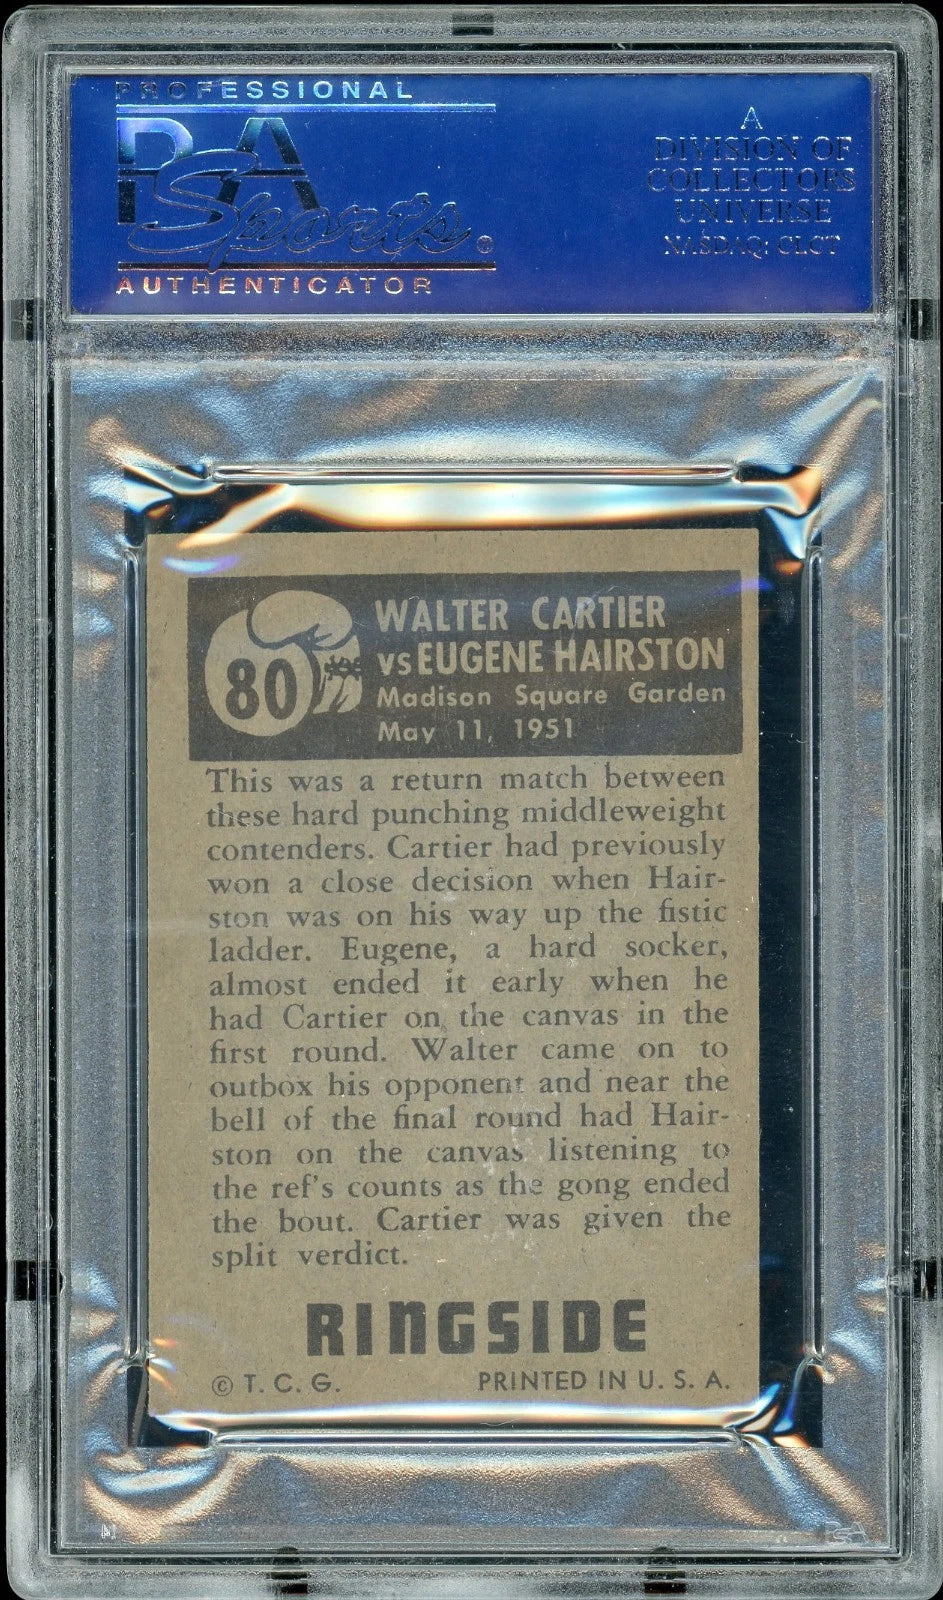 PROFESSIONAL
PSA
Sports®
AUTHENTICATOR
A
DIVISION OF
COLLECTORS
UNIVERSE
NASDAQ: CLCT
80
WALTER CARTIER
vs EUGENE HAIRSTON
Madison Square Garden
May 11, 1951
This was a return match between
these hard punching middleweight
contenders. Cartier had previously
won a close decision when Hair-
ston was on his way up the fistic
ladder. Eugene, a hard socker,
almost ended it early when he
had Cartier on the canvas in the
first round. Walter came on to
outbox his opponent and near the
bell of the final round had Hair-
ston on the canvas listening to
the ref's counts as the gong ended
the bout. Cartier was given the
split verdict.
RINGSIDE
© T. C. G. PRINTED IN U. S. A.
PSA